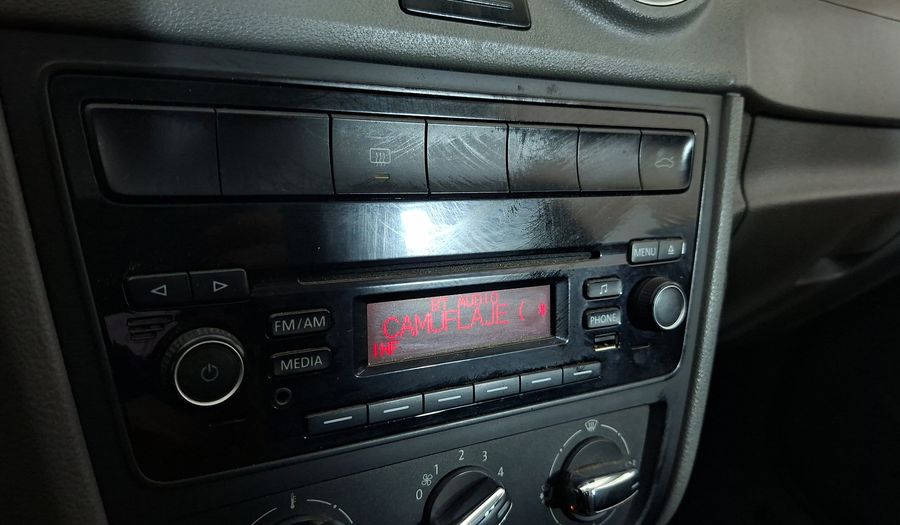 MENU
FM/AM
BT AUDIO
CAMUFLAJE (
PHONE
MEDIA
0 1 2 3 4